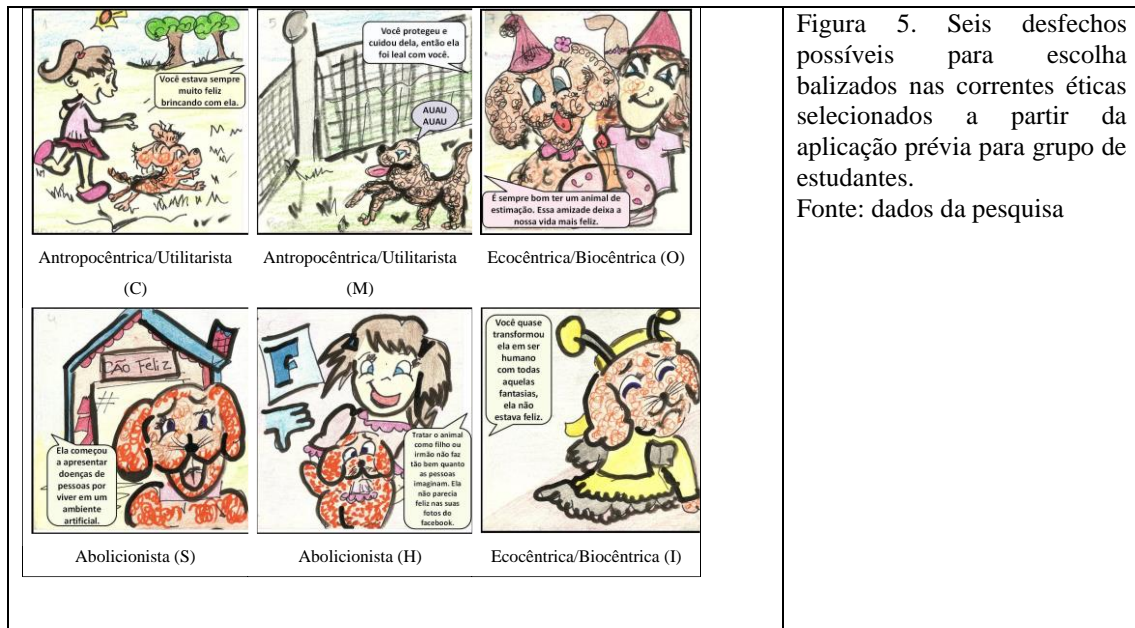 Você estava sempre
muito feliz
brincando com ela.
5
Você protegeu e
cuidou dela, então ela
foi leal com você.
AUAU
AUAU
É sempre bom ter um animal de
estimação. Essa amizade deixa a
nossa vida mais feliz.
Antropocêntrica/Utilitarista
(C)
Antropocêntrica/Utilitarista
(M)
Ecocêntrica/Biocêntrica (O)
CÃO FELIZ
Ela começou
a apresentar
doenças de
pessoas por
viver em um
ambiente
artificial.
F
Tratar o animal
como filho ou
irmão não faz
tão bem quanto
as pessoas
imaginam. Ela
não parecia
feliz nas suas
fotos do
facebook.
Você quase
transformou
ela em ser
humano
com todas
aquelas
fantasias,
ela não
estava feliz.
Abolicionista (S)
Abolicionista (H)
Ecocêntrica/Biocêntrica (I)
Figura 5. Seis desfechos
possíveis para escolha
balizados nas correntes éticas
selecionados a partir da
aplicação prévia para grupo de
estudantes.
Fonte: dados da pesquisa